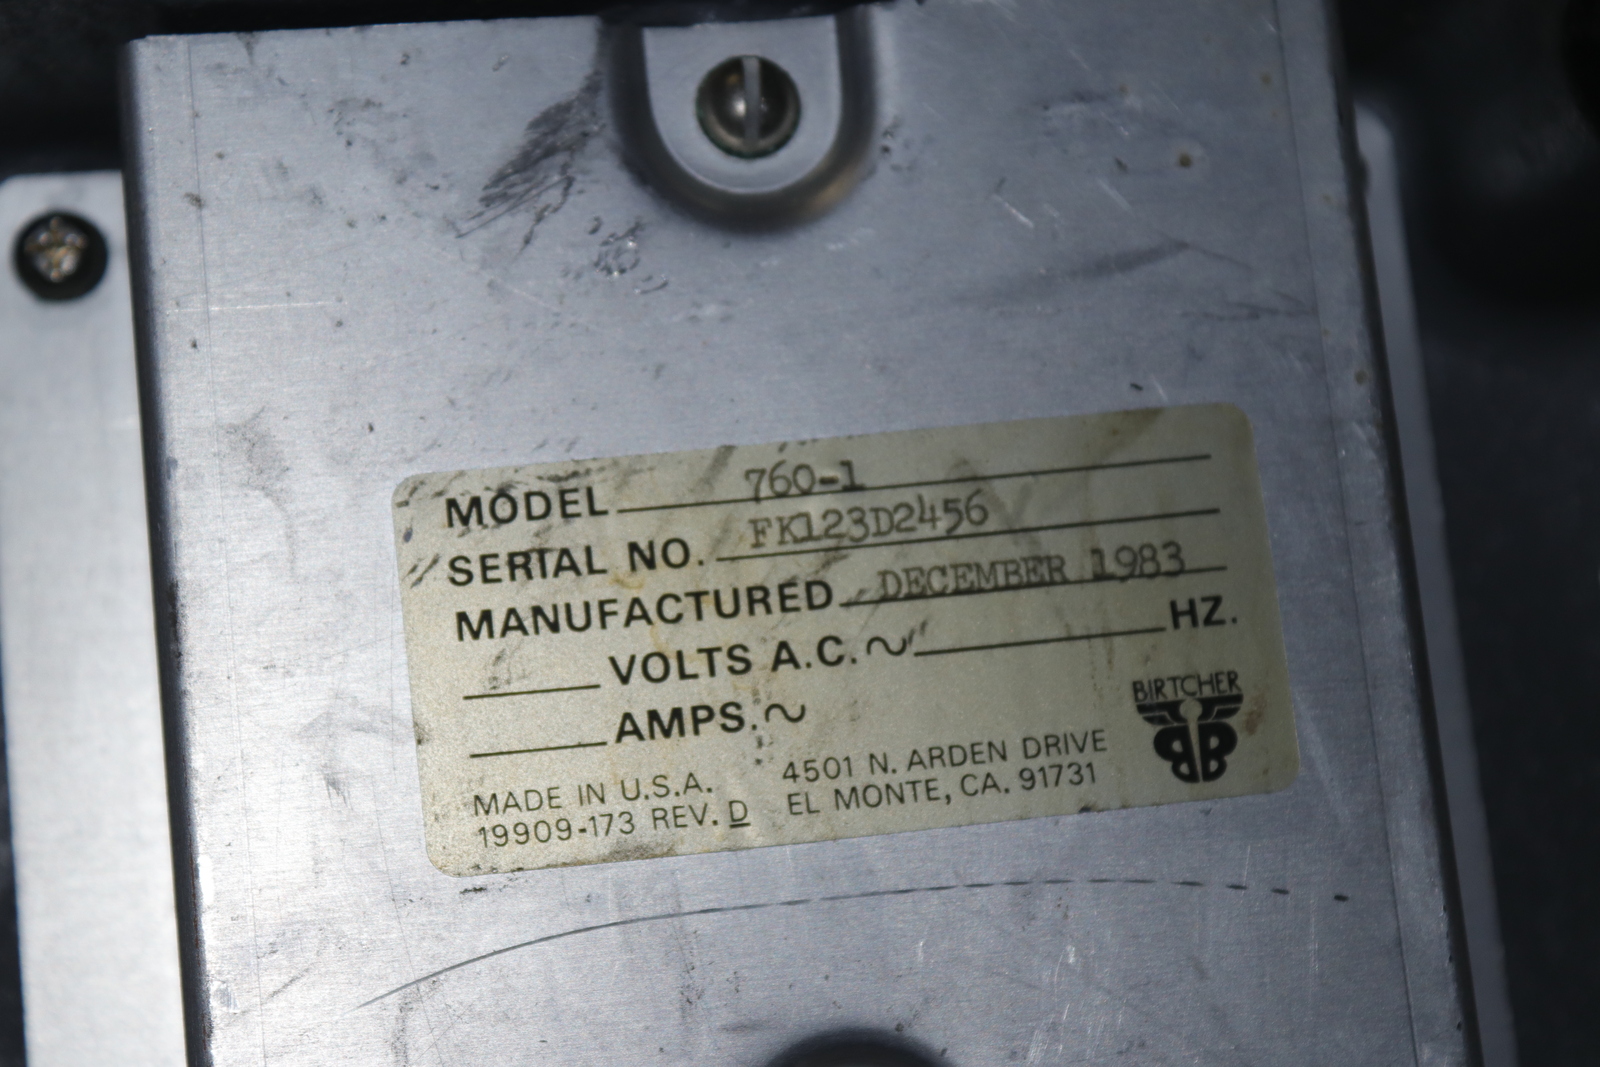 MODEL 760-1
SERIAL NO. FK123D2456
MANUFACTURED DECEMBER 1983
VOLTS A.C.~ HZ.
AMPS.~
BIRTCHER
BB
MADE IN U.S.A. 4501 N. ARDEN DRIVE
19909-173 REV. D EL MONTE, CA. 91731